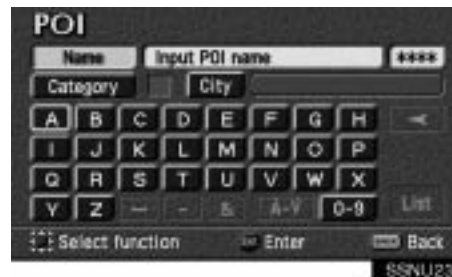 POI
Name Input POI name ****
Category City
A B C D E F G H
I J K L M N O P
Q R S T U V W X
Y Z - & 0-9 List
Select function Enter Back
SSNU23